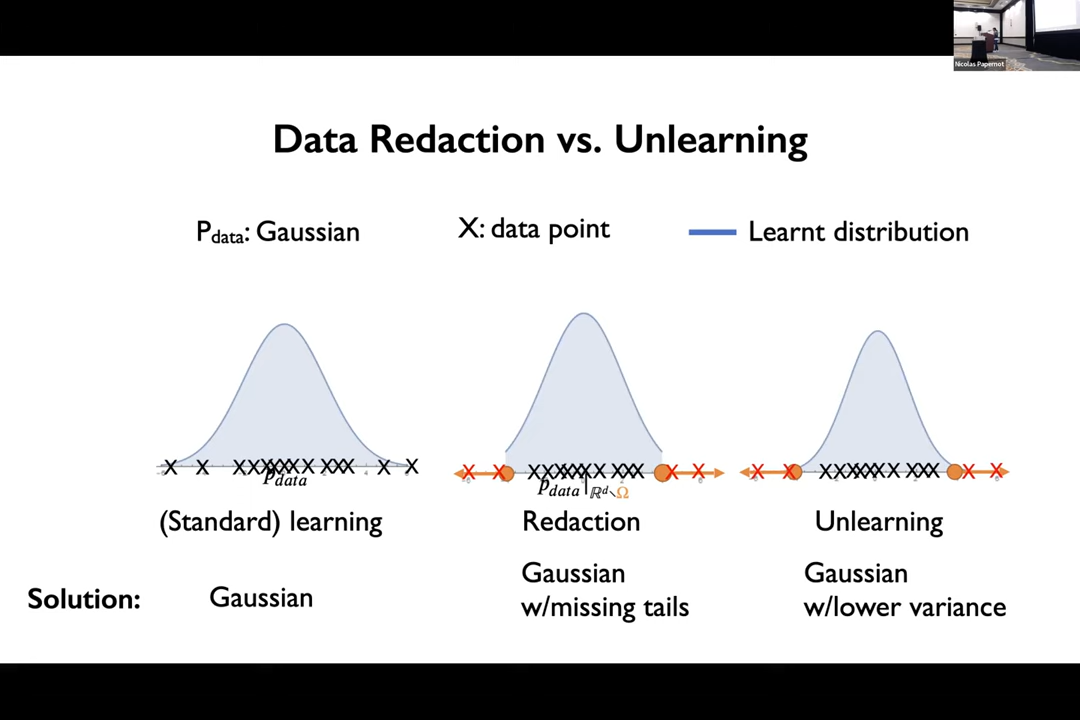 Nicolas Papernot
Data Redaction vs. Unlearning
P_data: Gaussian
X: data point
Learnt distribution
P_data
P_data|ℝ^d∖Ω
(Standard) learning
Redaction
Unlearning
Solution:
Gaussian
Gaussian
w/missing tails
Gaussian
w/lower variance